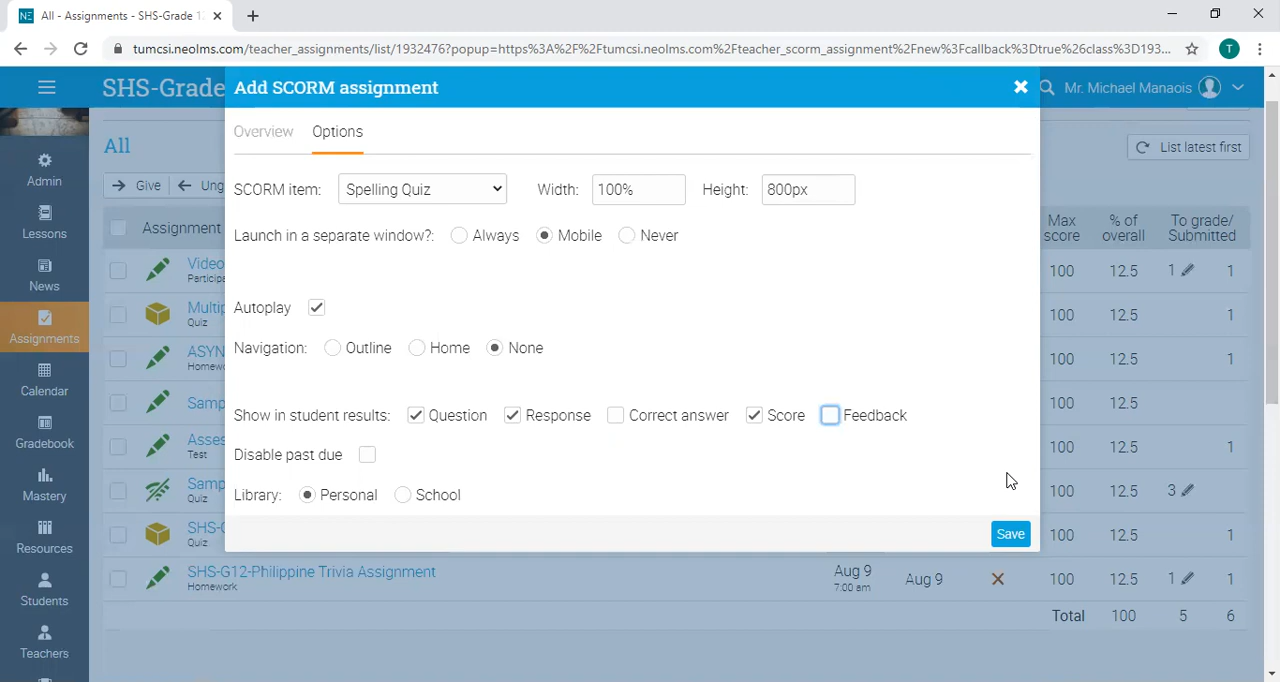 NE All - Assignments - SHS-Grade 1 × +
tumcsi.neolms.com/teacher_assignments/list/1932476?popup=https%3A%2F%2Ftumcsi.neolms.com%2Fteacher_scorm_assignment%2Fnew%3Fcallback%3Dtrue%26class%3D193... T
SHS-Grade
Add SCORM assignment
Mr. Michael Manaois
All
Overview Options
List latest first
Give
Ung
Admin
Lessons
News
Assignments
Calendar
Gradebook
Mastery
Resources
Students
Teachers
SCORM item: Spelling Quiz Width: 100% Height: 800px
Launch in a separate window?: Always Mobile Never
Autoplay
Navigation: Outline Home None
Show in student results: Question Response Correct answer Score Feedback
Disable past due
Library: Personal School
Save
Assignment
Max score
% of overall
To grade/ Submitted
Video
Participa
100 12.5 1 1
Multip
Quiz
100 12.5 1
ASYN
Homew
100 12.5 1
Samp
100 12.5
Asses
Test
100 12.5 1
Samp
Quiz
100 12.5 3
SHS-G
Quiz
100 12.5 1
SHS-G12-Philippine Trivia Assignment
Homework
Aug 9
7:00 am
Aug 9
100 12.5 1 1
Total 100 5 6